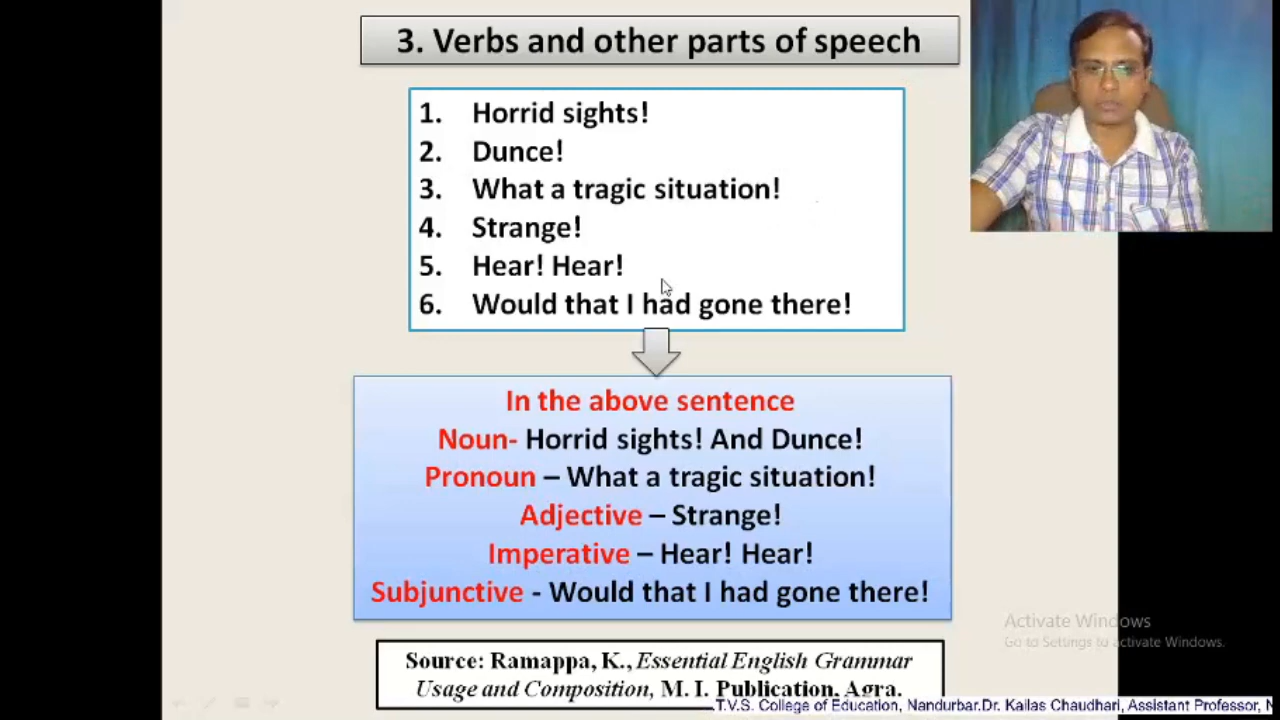 3. Verbs and other parts of speech
1. Horrid sights!
2. Dunce!
3. What a tragic situation!
4. Strange!
5. Hear! Hear!
6. Would that I had gone there!
In the above sentence
Noun- Horrid sights! And Dunce!
Pronoun – What a tragic situation!
Adjective – Strange!
Imperative – Hear! Hear!
Subjunctive - Would that I had gone there!
Activate Windows
Go to Settings to activate Windows.
Source: Ramappa, K., Essential English Grammar
Usage and Composition, M. I. Publication, Agra.
.T.V.S. College of Education, Nandurbar.Dr. Kailas Chaudhari, Assistant Professor, N